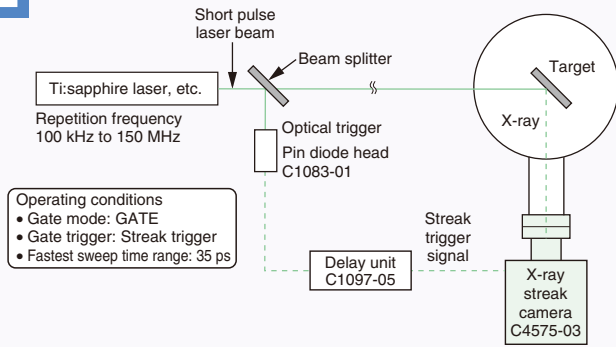 Short pulse
laser beam
Beam splitter
Target
Ti:sapphire laser, etc.
Repetition frequency
100 kHz to 150 MHz
X-ray
Optical trigger
Pin diode head
C1083-01
Operating conditions
• Gate mode: GATE
• Gate trigger: Streak trigger
• Fastest sweep time range: 35 ps
Streak
trigger
signal
Delay unit
C1097-05
X-ray
streak
camera
C4575-03